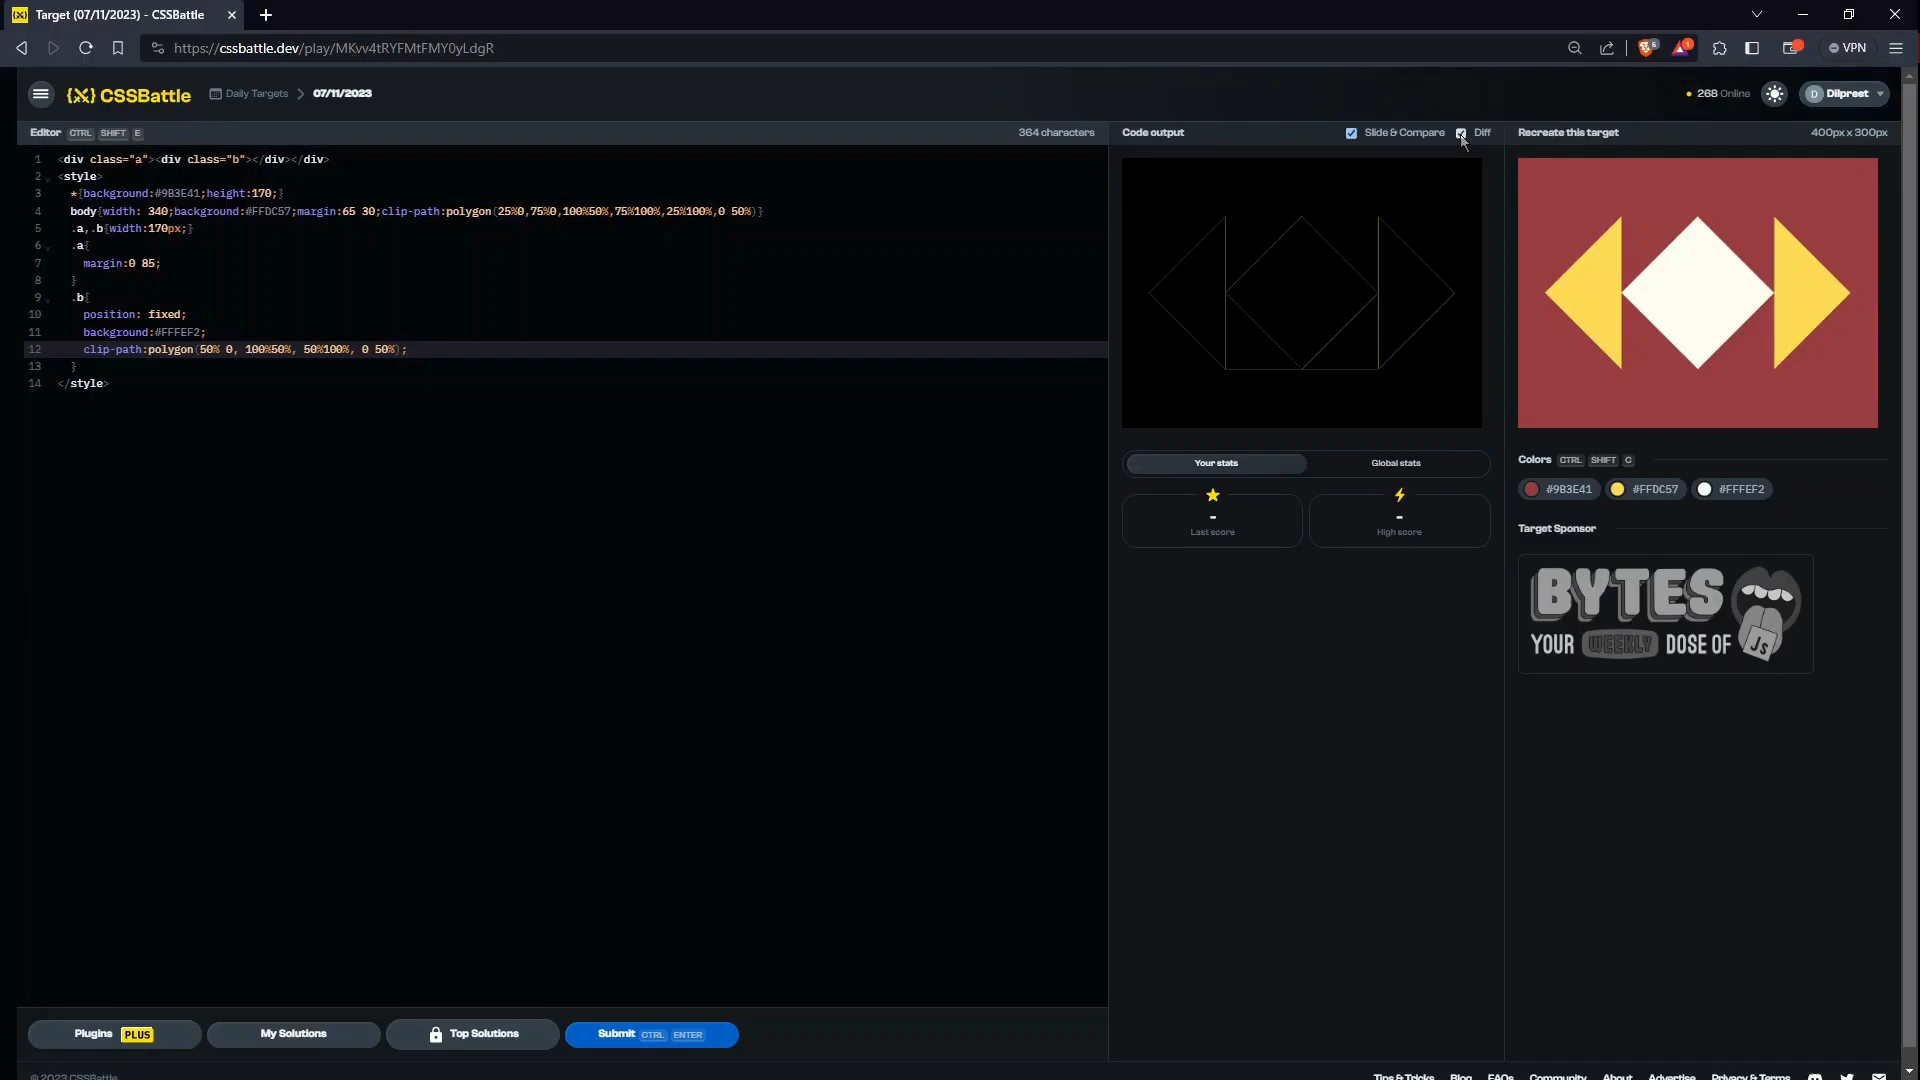 Target (07/11/2023) - CSSBattle
https://cssbattle.dev/play/MKvv4tRYFMtFMY0yLdgR
6
1
VPN
{X} CSSBattle
Daily Targets > 07/11/2023
268 Online
D Dilpreet
Editor CTRL SHIFT E
364 characters
Code output
Slide & Compare
Diff
Recreate this target
400px x 300px
1 <div class="a"><div class="b"></div></div>
2 <style>
3 *{background:#9B3E41;height:170;}
4 body{width: 340;background:#FFDC57;margin:65 30;clip-path:polygon(25%0,75%0,100%50%,75%100%,25%100%,0 50%)}
5 .a,.b{width:170px;}
6 .a{
7 margin:0 85;
8 }
9 .b{
10 position: fixed;
11 background:#FFFEF2;
12 clip-path:polygon(50% 0, 100%50%, 50%100%, 0 50%);
13 }
14 </style>
Your stats
Global stats
-
Last score
-
High score
Colors CTRL SHIFT C
#9B3E41
#FFDC57
#FFFEF2
Target Sponsor
BYTES
YOUR WEEKLY DOSE OF JS
Plugins PLUS
My Solutions
Top Solutions
Submit CTRL ENTER
© 2023 CSSBattle
Tips & Tricks Blog FAQs Community About Advertise Privacy & Terms